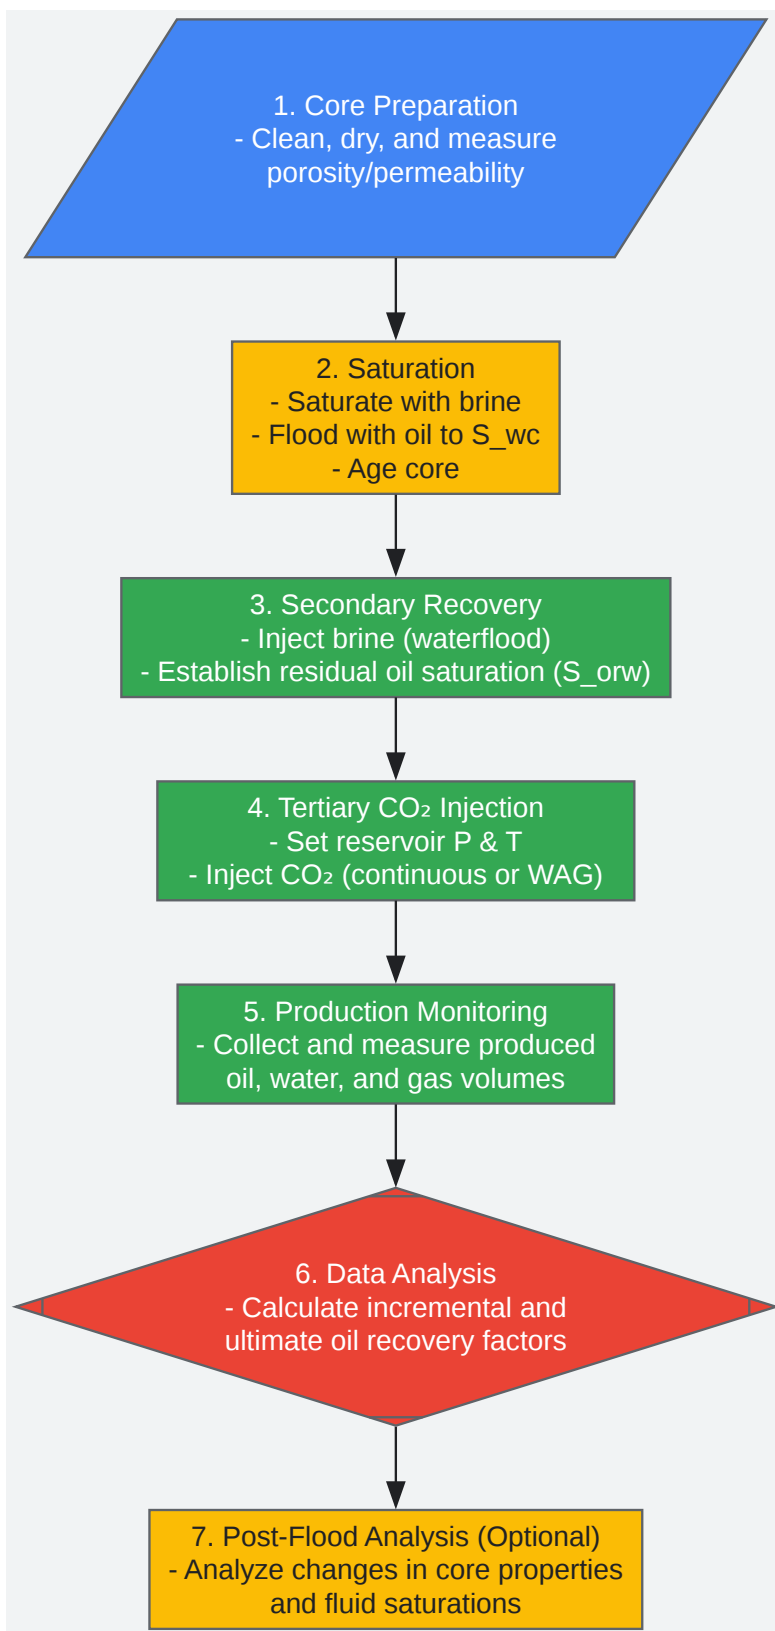 1. Core Preparation
- Clean, dry, and measure
porosity/permeability
2. Saturation
- Saturate with brine
- Flood with oil to S_wc
- Age core
3. Secondary Recovery
- Inject brine (waterflood)
- Establish residual oil saturation (S_orw)
4. Tertiary CO₂ Injection
- Set reservoir P & T
- Inject CO₂ (continuous or WAG)
5. Production Monitoring
- Collect and measure produced
oil, water, and gas volumes
6. Data Analysis
- Calculate incremental and
ultimate oil recovery factors
7. Post-Flood Analysis (Optional)
- Analyze changes in core properties
and fluid saturations